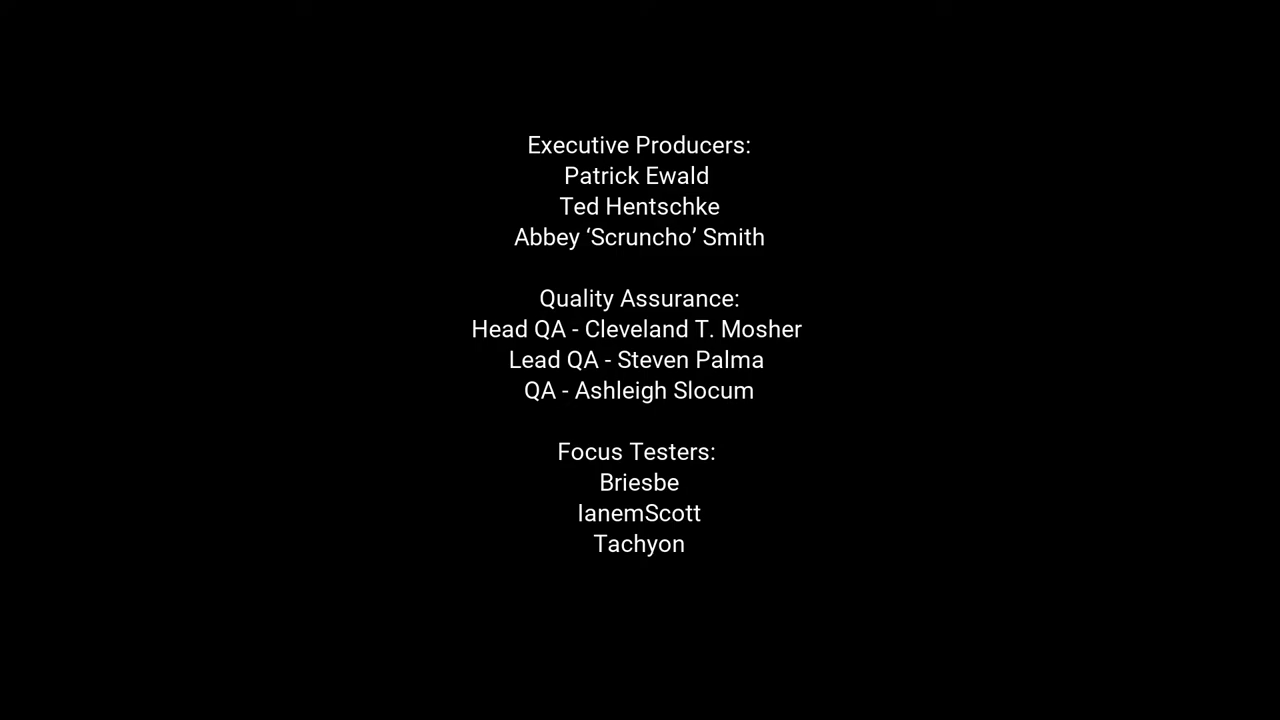 Executive Producers:
Patrick Ewald
Ted Hentschke
Abbey ‘Scruncho’ Smith
Quality Assurance:
Head QA - Cleveland T. Mosher
Lead QA - Steven Palma
QA - Ashleigh Slocum
Focus Testers:
Briesbe
IanemScott
Tachyon